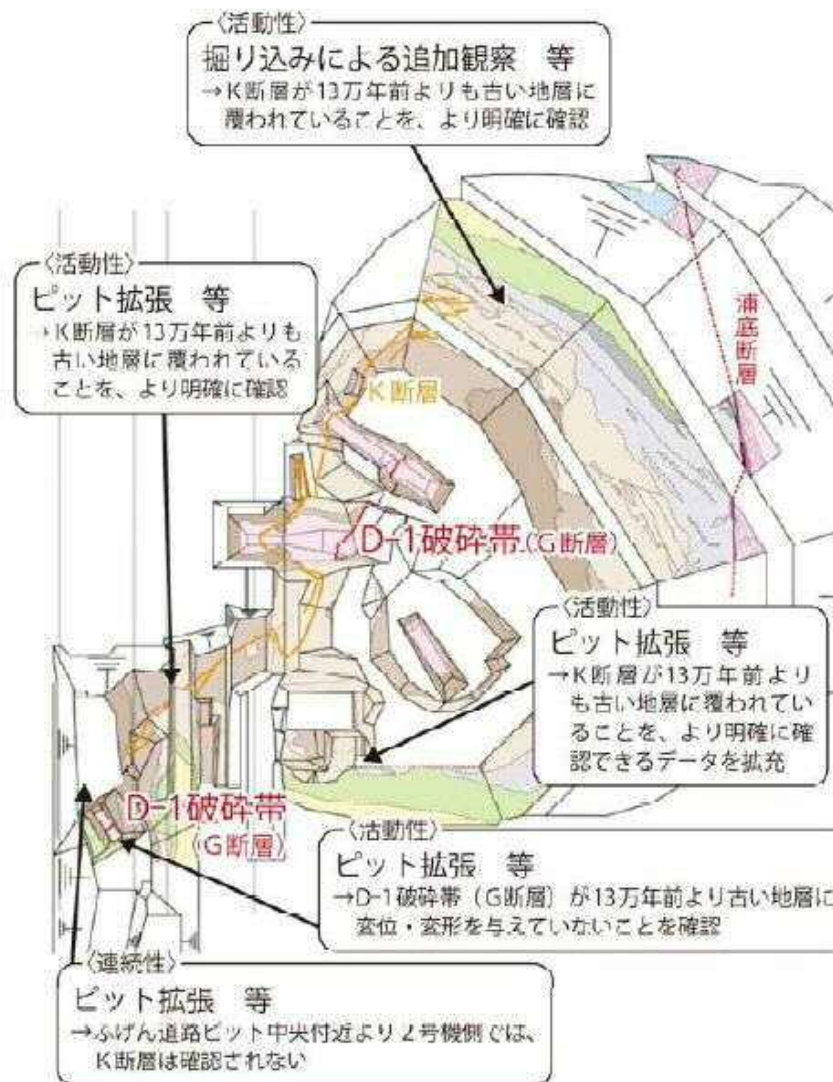 〈活動性〉
掘り込みによる追加観察 等
→K断層が13万年前よりも古い地層に
覆われていることを、より明確に確認
〈活動性〉
ピット拡張 等
→K断層が13万年前よりも
古い地層に覆われている
ことを、より明確に確認
浦底断層
K断層
D-1破砕帯(G断層)
〈活動性〉
ピット拡張 等
→K断層が13万年前より
も古い地層に覆われてい
ることを、より明確に確
認できるデータを拡充
D-1破砕帯
(G断層)
〈活動性〉
ピット拡張 等
→D-1破砕帯(G断層)が13万年前より古い地層に
変位・変形を与えていないことを確認
〈連続性〉
ピット拡張 等
→ふげん道路ピット中央付近より2号機側では、
K断層は確認されない